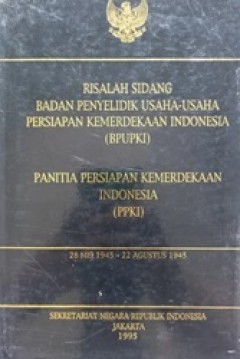 RISALAH SIDANG
BADAN PENYELIDIK USAHA-USAHA
PERSIAPAN KEMERDEKAAN INDONESIA
(BPUPKI)
PANITIA PERSIAPAN KEMERDEKAAN
INDONESIA
(PPKI)
28 MEI 1945 – 22 AGUSTUS 1945
SEKRETARIAT NEGARA REPUBLIK INDONESIA
JAKARTA
1995